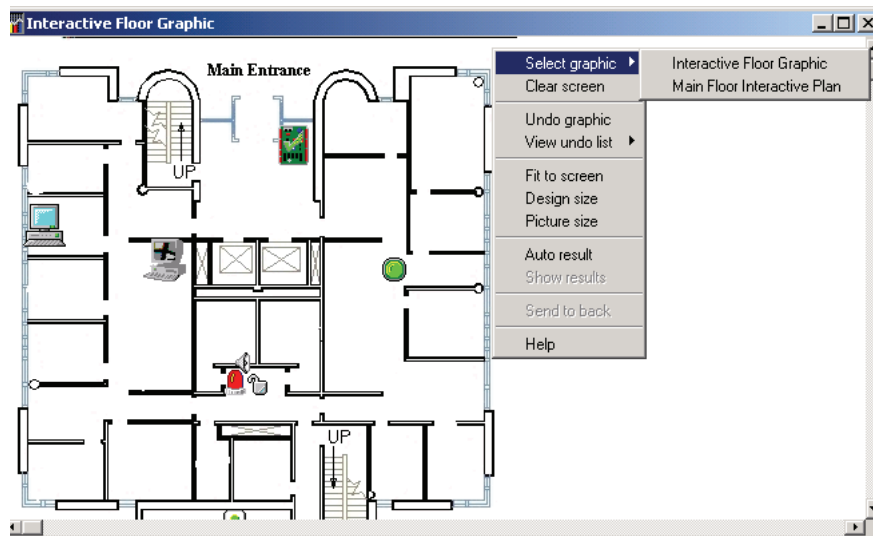 Interactive Floor Graphic
Main Entrance
UP
UP
Select graphic
Clear screen
Undo graphic
View undo list
Fit to screen
Design size
Picture size
Auto result
Show results
Send to back
Help
Interactive Floor Graphic
Main Floor Interactive Plan